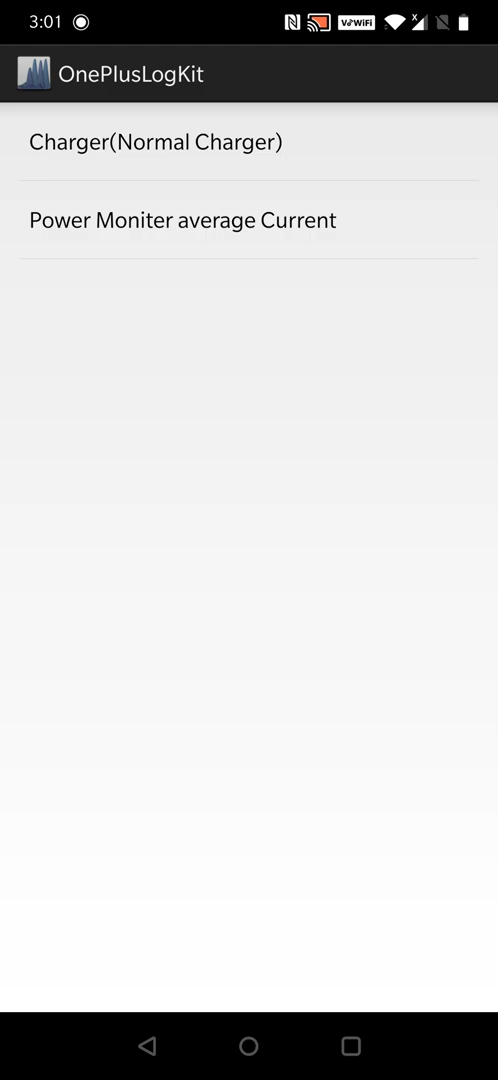 3:01 VoWiFi
OnePlusLogKit
Charger(Normal Charger)
Power Moniter average Current